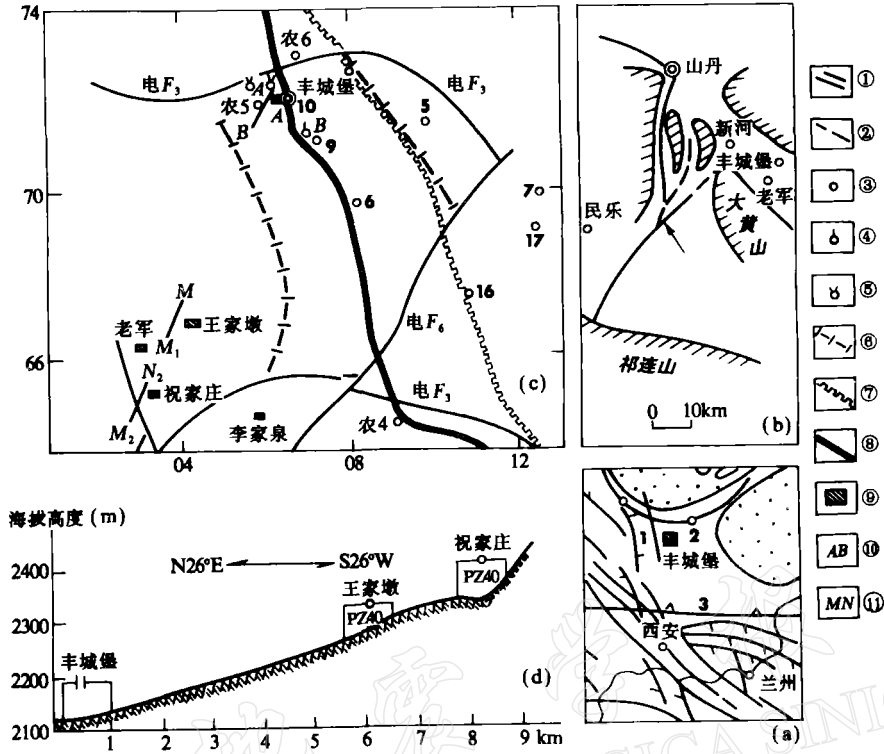 74
70
66
04
08
12
农6
电F₃
丰城堡
A
10
农5
A
B
B
9
5
电F₃
6
7
17
16
电F₆
M
王家墩
老军
M₁
N₂
祝家庄
M₂
李家泉
电F₃
农4
(c)
山丹
新河
丰城堡
老军
大黄山
民乐
祁连山
0 10km
(b)
①
②
③
④
⑤
⑥
⑦
⑧
⑨
AB ⑩
MN ⑪
海拔高度 (m)
2400
2300
2200
2100
N26°E
S26°W
祝家庄
PZ40
王家墩
PZ40
丰城堡
(d)
0 1 2 3 4 5 6 7 8 9 km
1
2
丰城堡
3
西安
兰州
(a)